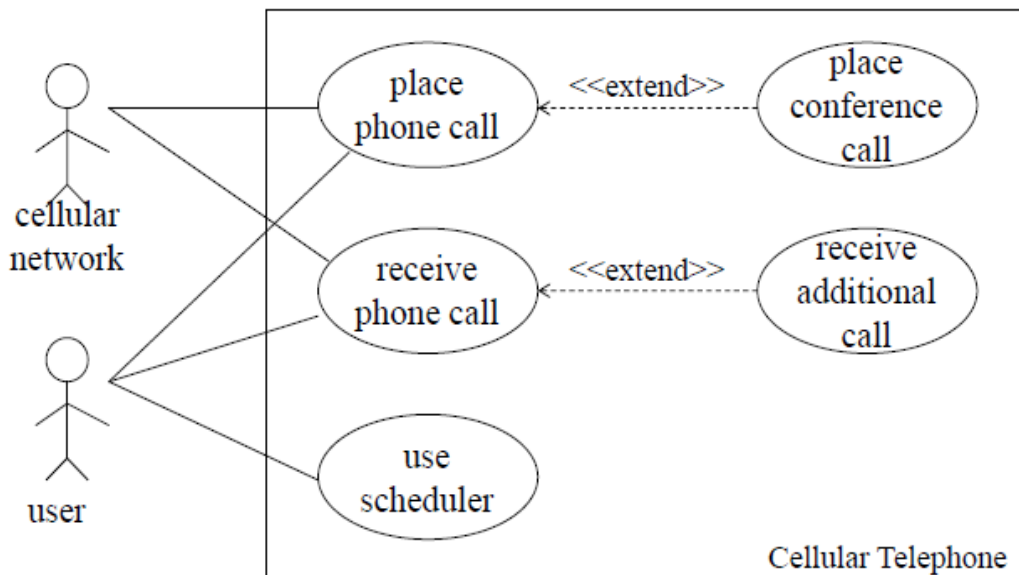 place
phone call
<<extend>>
place
conference
call
cellular
network
receive
phone call
<<extend>>
receive
additional
call
user
use
scheduler
Cellular Telephone